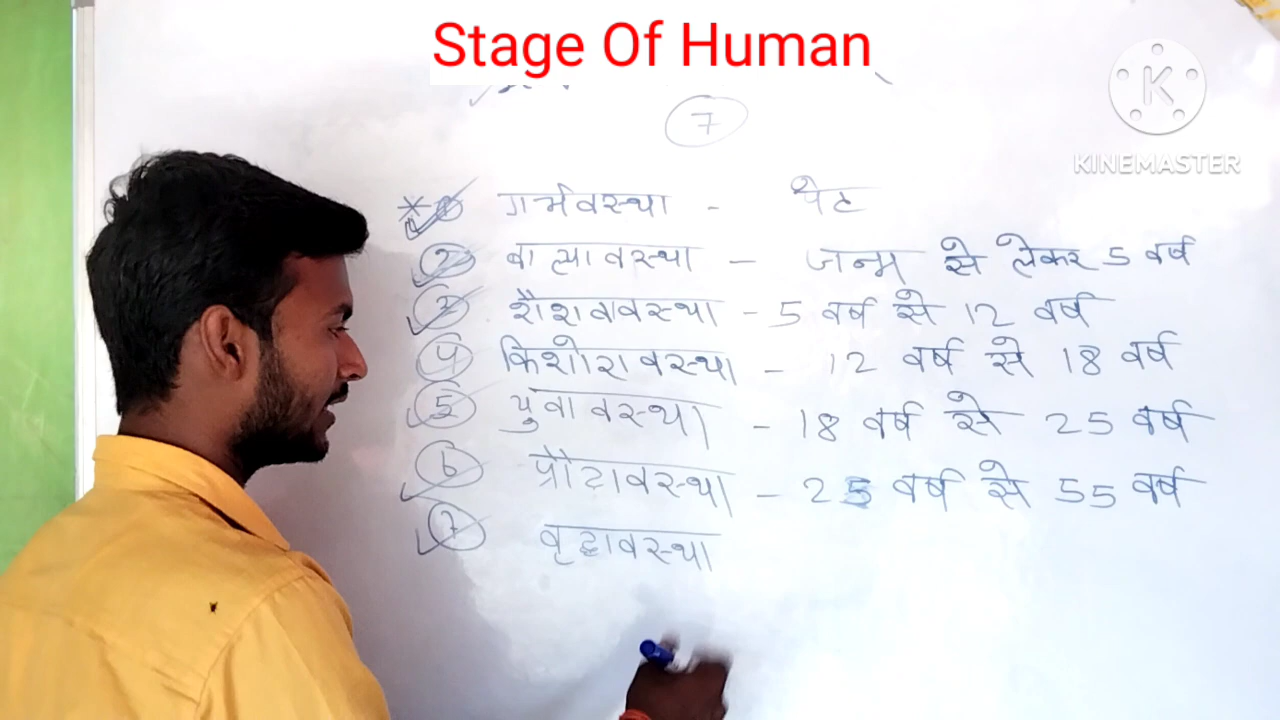 Stage Of Human
K
KINEMASTER
7
* 1 गर्भवस्था - पेट
2 बाल्यावस्था - जन्म से लेकर 5 वर्ष
3 शैशवावस्था - 5 वर्ष से 12 वर्ष
4 किशोरावस्था - 12 वर्ष से 18 वर्ष
5 युवावस्था - 18 वर्ष से 25 वर्ष
6 प्रौढावस्था - 25 वर्ष से 55 वर्ष
7 वृद्धावस्था